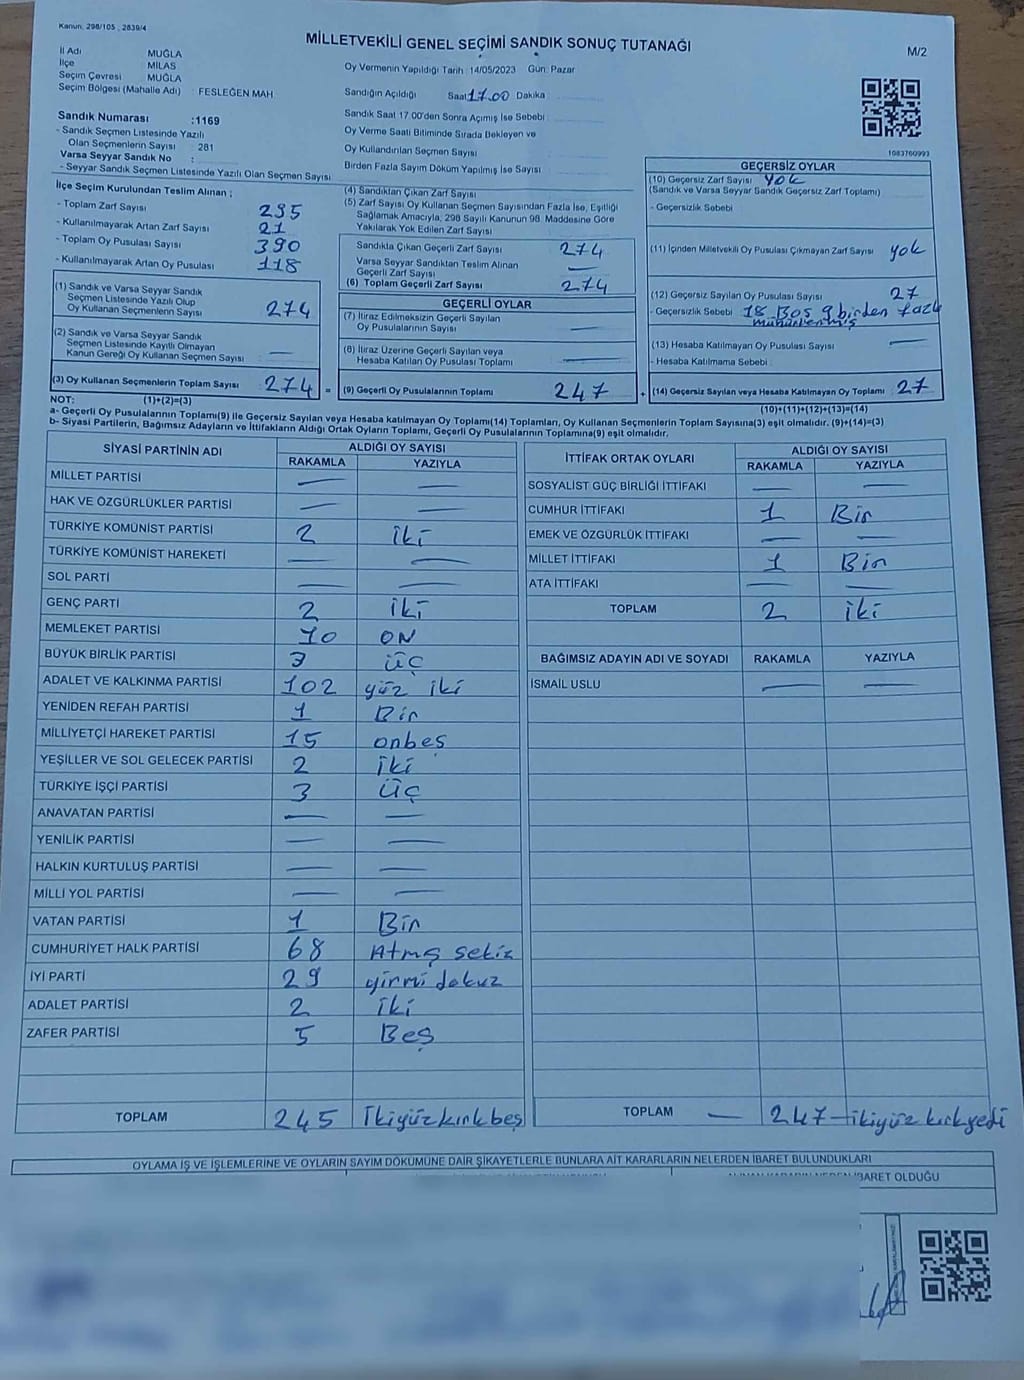 Kanun, 298/105 , 2839/4
MİLLETVEKİLİ GENEL SEÇİMİ SANDIK SONUÇ TUTANAĞI
M/2
İl Adı MUĞLA
İlçe MİLAS
Seçim Çevresi MUĞLA
Seçim Bölgesi (Mahalle Adı) : FESLEĞEN MAH.
Oy Vermenin Yapıldığı Tarih :14/05/2023 Gün: Pazar
Sandığın Açıldığı Saat 17.00 Dakika
Sandık Saat 17 00'den Sonra Açımış İse Sebebi
Oy Verme Saati Bitiminde Sırada Bekleyen ve
Oy Kullandırılan Seçmen Sayısı
Birden Fazla Sayım Döküm Yapılmış İse Sayısı
1083760993
Sandık Numarası :1169
- Sandık Seçmen Listesinde Yazılı
Olan Seçmenlerin Sayısı : 281
Varsa Seyyar Sandık No :
- Seyyar Sandık Seçmen Listesinde Yazılı Olan Seçmen Sayısı
İlçe Seçim Kurulundan Teslim Alınan ;
- Toplam Zarf Sayısı 295
- Kullanılmayarak Artan Zarf Sayısı 21
- Toplam Oy Pusulası Sayısı 390
- Kullanılmayarak Artan Oy Pusulası 118
(1) Sandık ve Varsa Seyyar Sandık
Seçmen Listesinde Yazılı Olup
Oy Kullanan Seçmenlerin Sayısı 274
(2) Sandık ve Varsa Seyyar Sandık
Seçmen Listesinde Kayıtlı Olmayan
Kanun Gereği Oy Kullanan Seçmen Sayısı —
(3) Oy Kullanan Seçmenlerin Toplam Sayısı 274 =
(4) Sandıktan Çıkan Zarf Sayısı
(5) Zarf Sayısı Oy Kullanan Seçmen Sayısından Fazla İse, Eşitliği
Sağlamak Amacıyla, 298 Sayılı Kanunun 98. Maddesine Göre
Yakılarak Yok Edilen Zarf Sayısı
Sandıkta Çıkan Geçerli Zarf Sayısı 274
Varsa Seyyar Sandıktan Teslim Alınan
Geçerli Zarf Sayısı —
(6) Toplam Geçerli Zarf Sayısı 274
GEÇERLİ OYLAR
(7) İtiraz Edilmeksizin Geçerli Sayılan
Oy Pusulalarının Sayısı —
(8) İtiraz Üzerine Geçerli Sayılan veya
Hesaba Katılan Oy Pusulası Toplamı —
(9) Geçerli Oy Pusulalarının Toplamı 247 +
GEÇERSİZ OYLAR
(10) Geçersiz Zarf Sayısı Yok
(Sandık ve Varsa Seyyar Sandık Geçersiz Zarf Toplamı)
- Geçersizlik Sebebi
(11) İçinden Milletvekili Oy Pusulası Çıkmayan Zarf Sayısı yok
(12) Geçersiz Sayılan Oy Pusulası Sayısı 27
- Geçersizlik Sebebi 18 Boş 9 birden fazla
mühürlenmiş
(13) Hesaba Katılmayan Oy Pusulası Sayısı —
- Hesaba Katılmama Sebebi
(14) Geçersiz Sayılan veya Hesaba Katılmayan Oy Toplamı 27
NOT: (1)+(2)=(3) (10)+(11)+(12)+(13)=(14)
a- Geçerli Oy Pusulalarının Toplamı(9) ile Geçersiz Sayılan veya Hesaba katılmayan Oy Toplamı(14) Toplamları, Oy Kullanan Seçmenlerin Toplam Sayısına(3) eşit olmalıdır. (9)+(14)=(3)
b- Siyasi Partilerin, Bağımsız Adayların ve İttifakların Aldığı Ortak Oyların Toplamı, Geçerli Oy Pusulalarının Toplamına(9) eşit olmalıdır.
SİYASİ PARTİNİN ADI ALDIĞI OY SAYISI
RAKAMLA YAZIYLA
MİLLET PARTİSİ — —
HAK VE ÖZGÜRLÜKLER PARTİSİ — —
TÜRKİYE KOMÜNİST PARTİSİ 2 iki
TÜRKİYE KOMÜNİST HAREKETİ — —
SOL PARTİ — —
GENÇ PARTİ 2 iki
MEMLEKET PARTİSİ 10 ON
BÜYÜK BİRLİK PARTİSİ 3 üç
ADALET VE KALKINMA PARTİSİ 102 yüz iki
YENİDEN REFAH PARTİSİ 1 Bir
MİLLİYETÇİ HAREKET PARTİSİ 15 onbeş
YEŞİLLER VE SOL GELECEK PARTİSİ 2 iki
TÜRKİYE İŞÇİ PARTİSİ 3 üç
ANAVATAN PARTİSİ — —
YENİLİK PARTİSİ — —
HALKIN KURTULUŞ PARTİSİ — —
MİLLİ YOL PARTİSİ — —
VATAN PARTİSİ 1 Bir
CUMHURİYET HALK PARTİSİ 68 Atmş sekiz
İYİ PARTİ 29 yirmi dokuz
ADALET PARTİSİ 2 iki
ZAFER PARTİSİ 5 Beş
TOPLAM 245 İkiyüzkırkbeş
İTTİFAK ORTAK OYLARI ALDIĞI OY SAYISI
RAKAMLA YAZIYLA
SOSYALİST GÜÇ BİRLİĞİ İTTİFAKI — —
CUMHUR İTTİFAKI 1 Bir
EMEK VE ÖZGÜRLÜK İTTİFAKI — —
MİLLET İTTİFAKI 1 Bir
ATA İTTİFAKI — —
TOPLAM 2 iki
BAĞIMSIZ ADAYIN ADI VE SOYADI RAKAMLA YAZIYLA
İSMAİL USLU — —
TOPLAM — 247 – ikiyüz kırkyedi
OYLAMA İŞ VE İŞLEMLERİNE VE OYLARIN SAYIM DÖKÜMÜNE DAİR ŞİKAYETLERLE BUNLARA AİT KARARLARIN NELERDEN İBARET BULUNDUKLARI
İBARET OLDUĞU